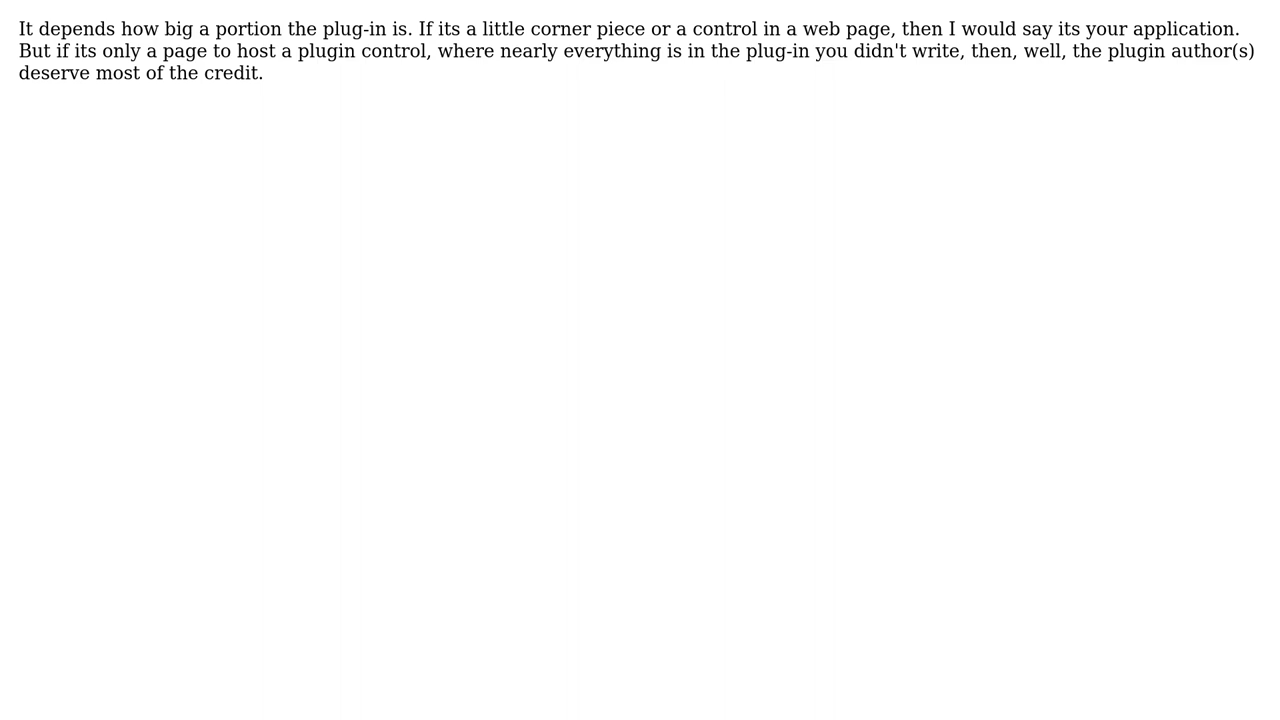 It depends how big a portion the plug-in is. If its a little corner piece or a control in a web page, then I would say its your application.
But if its only a page to host a plugin control, where nearly everything is in the plug-in you didn't write, then, well, the plugin author(s)
deserve most of the credit.